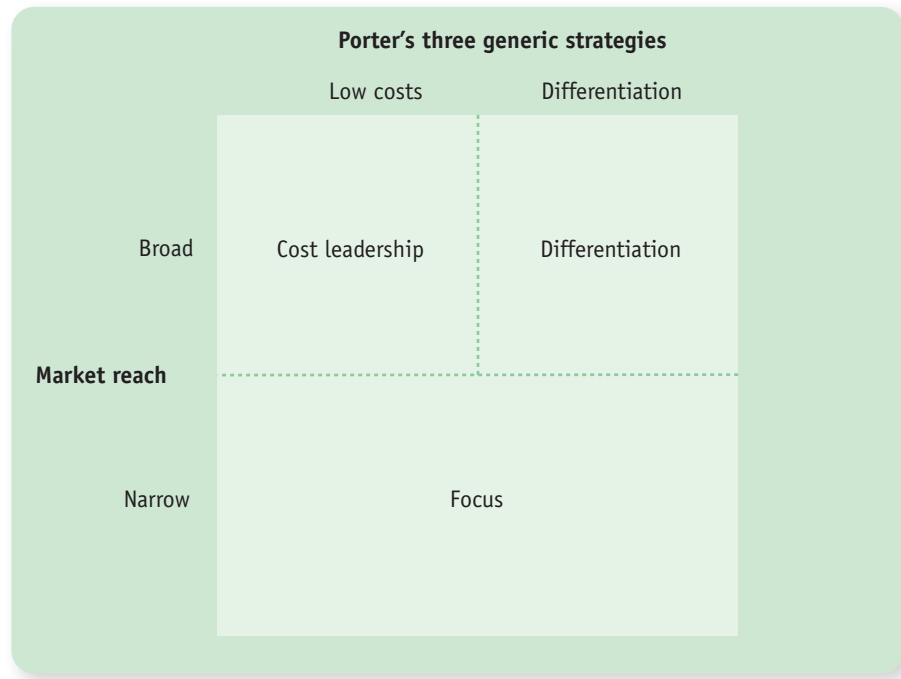 Porter's three generic strategies
Low costs Differentiation
Broad Cost leadership Differentiation
Market reach
Narrow Focus